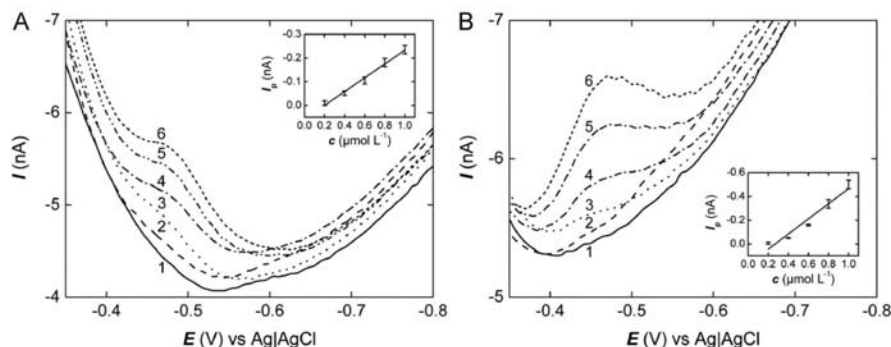 A
-7
-6
-5
-4
I (nA)
-0.4 -0.5 -0.6 -0.7 -0.8
E (V) vs Ag|AgCl
6
5
4
3
2
1
-0.3
-0.2
-0.1
0.0
Ip (nA)
0.0 0.2 0.4 0.6 0.8 1.0
c (μmol L⁻¹)
B
-7
-6
-5
I (nA)
-0.4 -0.5 -0.6 -0.7 -0.8
E (V) vs Ag|AgCl
6
5
4
3
2
1
-0.6
-0.4
-0.2
0.0
Ip (nA)
0.0 0.2 0.4 0.6 0.8 1.0
c (μmol L⁻¹)